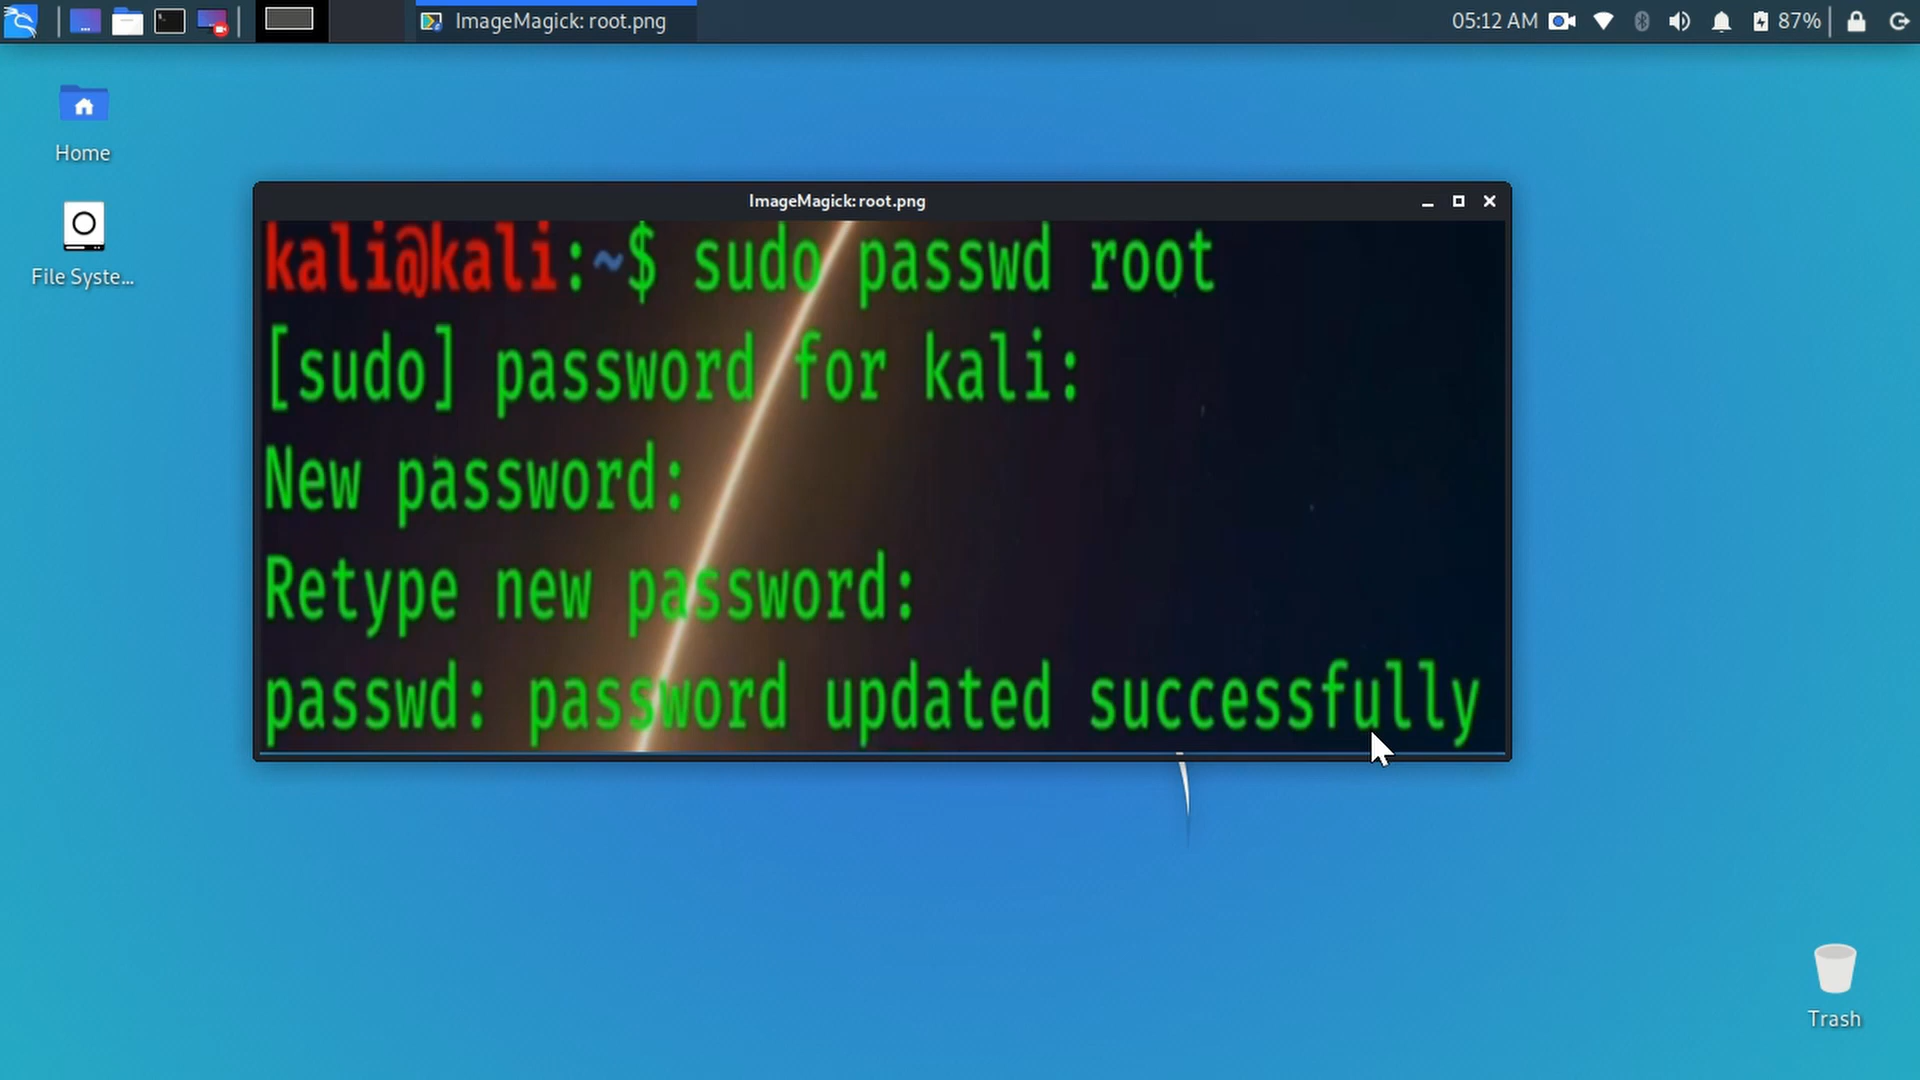 ImageMagick: root.png
05:12 AM
87%
Home
File Syste...
ImageMagick: root.png
kali@kali:~$ sudo passwd root
[sudo] password for kali:
New password:
Retype new password:
passwd: password updated successfully
Trash